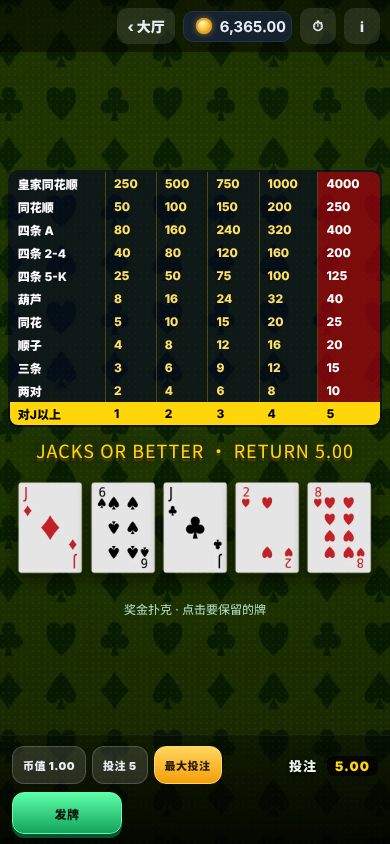 ‹ 大厅 6,365.00 ⏱ i
皇家同花顺 250 500 750 1000 4000
同花顺 50 100 150 200 250
四条 A 80 160 240 320 400
四条 2-4 40 80 120 160 200
四条 5-K 25 50 75 100 125
葫芦 8 16 24 32 40
同花 5 10 15 20 25
顺子 4 8 12 16 20
三条 3 6 9 12 15
两对 2 4 6 8 10
对J以上 1 2 3 4 5
JACKS OR BETTER • RETURN 5.00
J 6 J 2 8
J 6 J 2 8
奖金扑克 · 点击要保留的牌
币值 1.00 投注 5 最大投注 投注 5.00
发牌